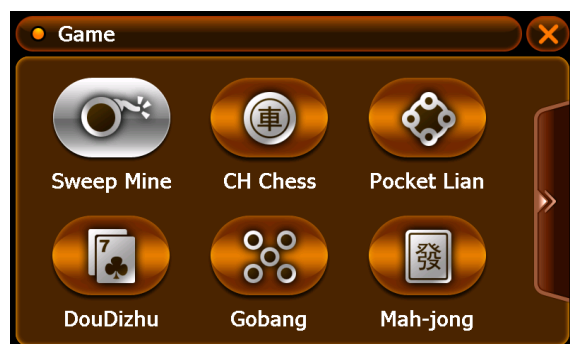 Game
Sweep Mine
車
CH Chess
Pocket Lian
7
DouDizhu
Gobang
發
Mah-jong